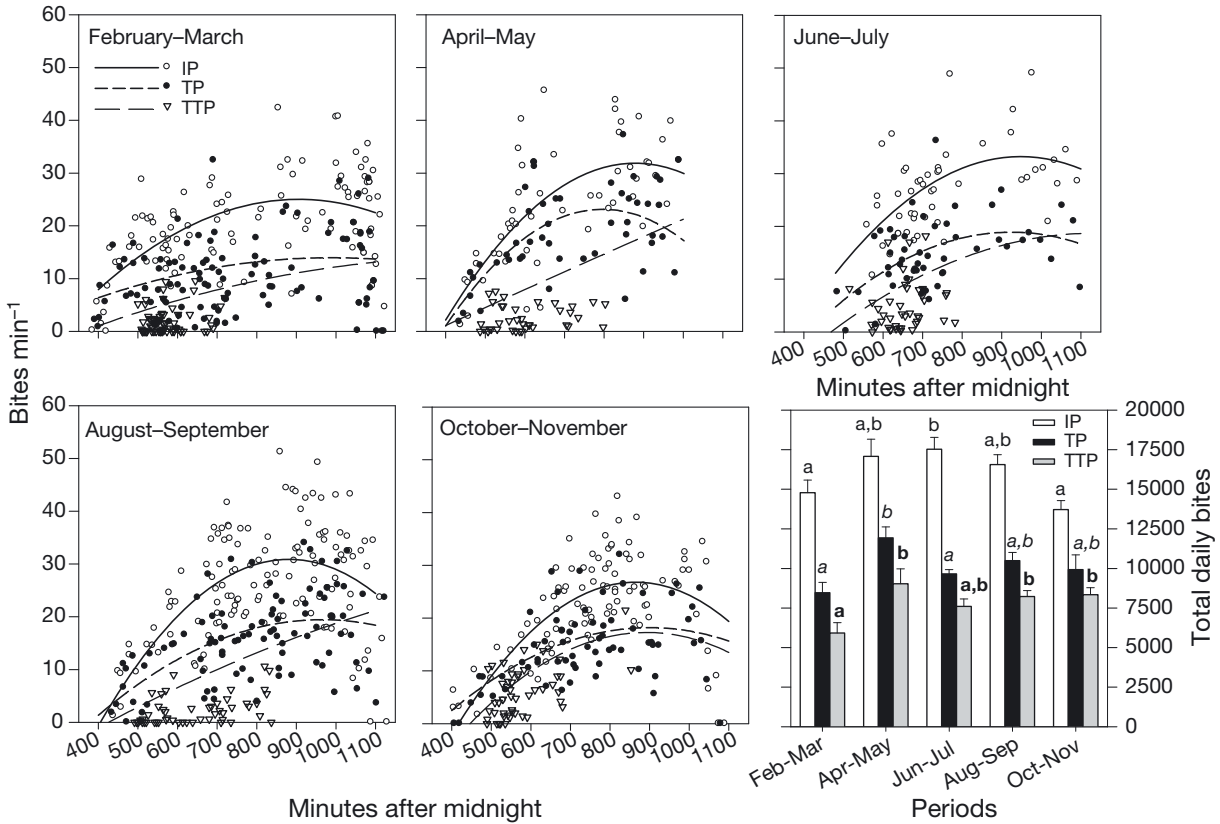 Bites min⁻¹
60
50
40
30
20
10
0
February–March
IP
TP
TTP
April–May
June–July
400
500
600
700
800
900
1000
1100
Minutes after midnight
60
50
40
30
20
10
0
August–September
400
500
600
700
800
900
1000
1100
October–November
400
500
600
700
800
900
1000
1100
Minutes after midnight
IP
TP
TTP
a
a
a
a,b
b
b
b
a
a,b
a,b
a,b
b
a
a,b
b
20000
17500
15000
12500
10000
7500
5000
2500
0
Total daily bites
Feb-Mar
Apr-May
Jun-Jul
Aug-Sep
Oct-Nov
Periods